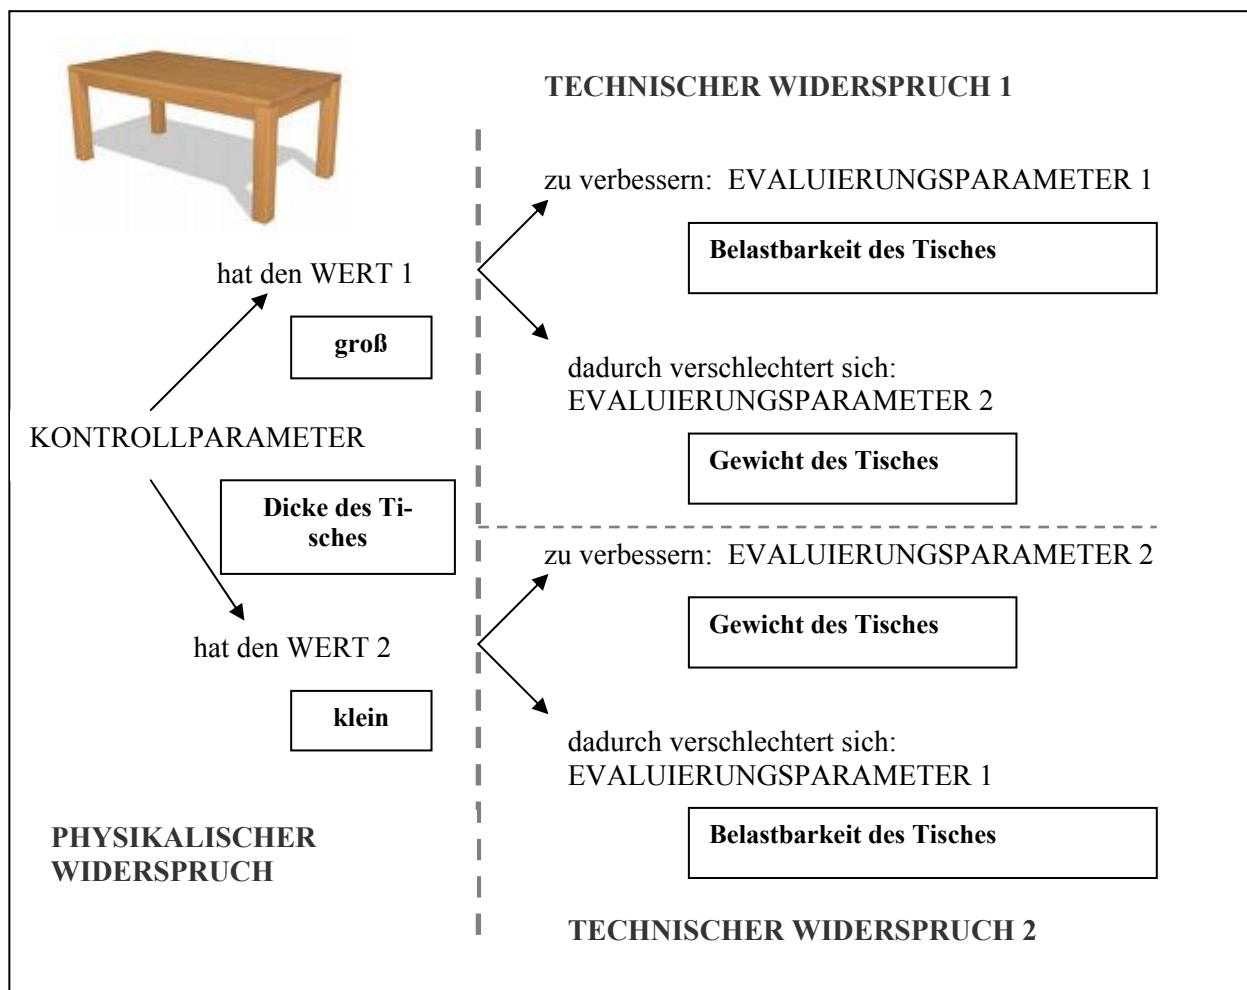 TECHNISCHER WIDERSPRUCH 1
zu verbessern: EVALUIERUNGSPARAMETER 1
Belastbarkeit des Tisches
hat den WERT 1
groß
dadurch verschlechtert sich:
EVALUIERUNGSPARAMETER 2
Gewicht des Tisches
KONTROLLPARAMETER
Dicke des Ti-
sches
zu verbessern: EVALUIERUNGSPARAMETER 2
Gewicht des Tisches
hat den WERT 2
klein
dadurch verschlechtert sich:
EVALUIERUNGSPARAMETER 1
Belastbarkeit des Tisches
PHYSIKALISCHER
WIDERSPRUCH
TECHNISCHER WIDERSPRUCH 2